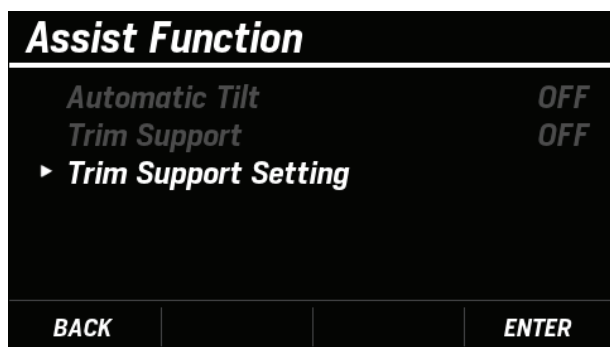 Assist Function
Automatic Tilt OFF
Trim Support OFF
▶ Trim Support Setting
BACK ENTER